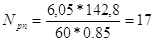 N_pn = 6,05*142,8 / 60*0.85 = 17